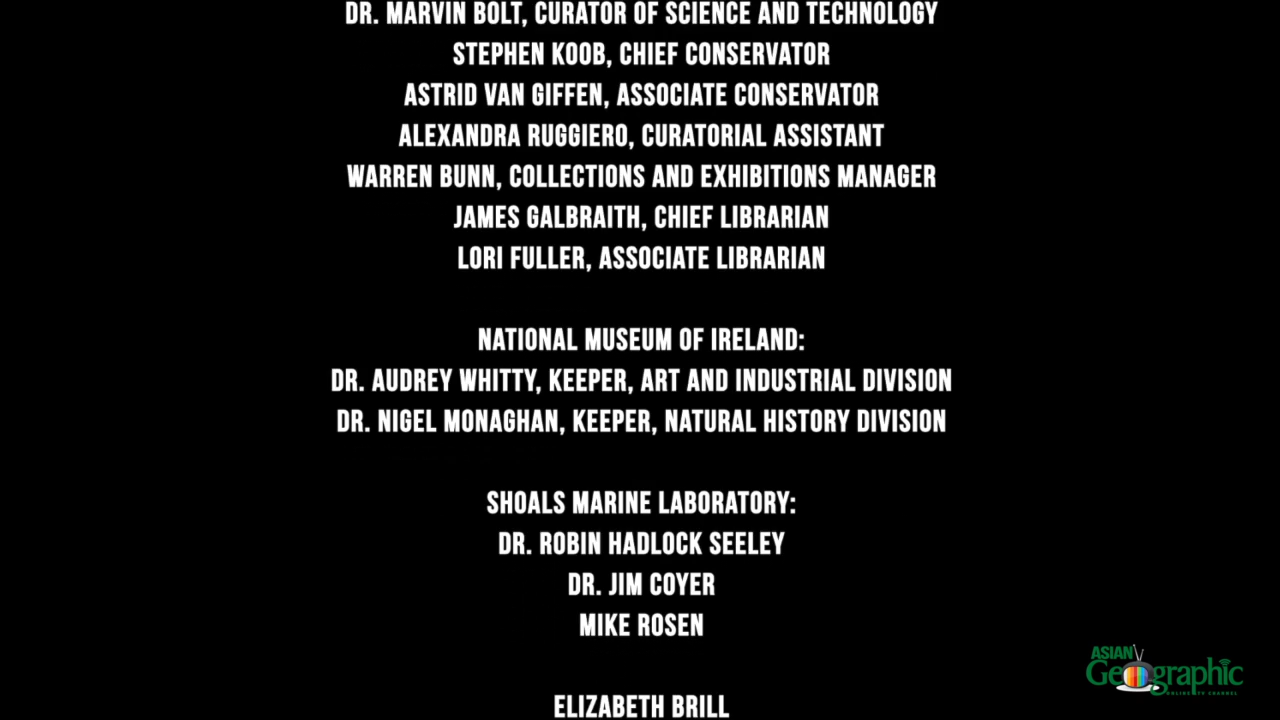 DR. MARVIN BOLT, CURATOR OF SCIENCE AND TECHNOLOGY
STEPHEN KOOB, CHIEF CONSERVATOR
ASTRID VAN GIFFEN, ASSOCIATE CONSERVATOR
ALEXANDRA RUGGIERO, CURATORIAL ASSISTANT
WARREN BUNN, COLLECTIONS AND EXHIBITIONS MANAGER
JAMES GALBRAITH, CHIEF LIBRARIAN
LORI FULLER, ASSOCIATE LIBRARIAN
NATIONAL MUSEUM OF IRELAND:
DR. AUDREY WHITTY, KEEPER, ART AND INDUSTRIAL DIVISION
DR. NIGEL MONAGHAN, KEEPER, NATURAL HISTORY DIVISION
SHOALS MARINE LABORATORY:
DR. ROBIN HADLOCK SEELEY
DR. JIM COYER
MIKE ROSEN
ELIZABETH BRILL
ASIAN
Geographic
ONLINE TV CHANNEL